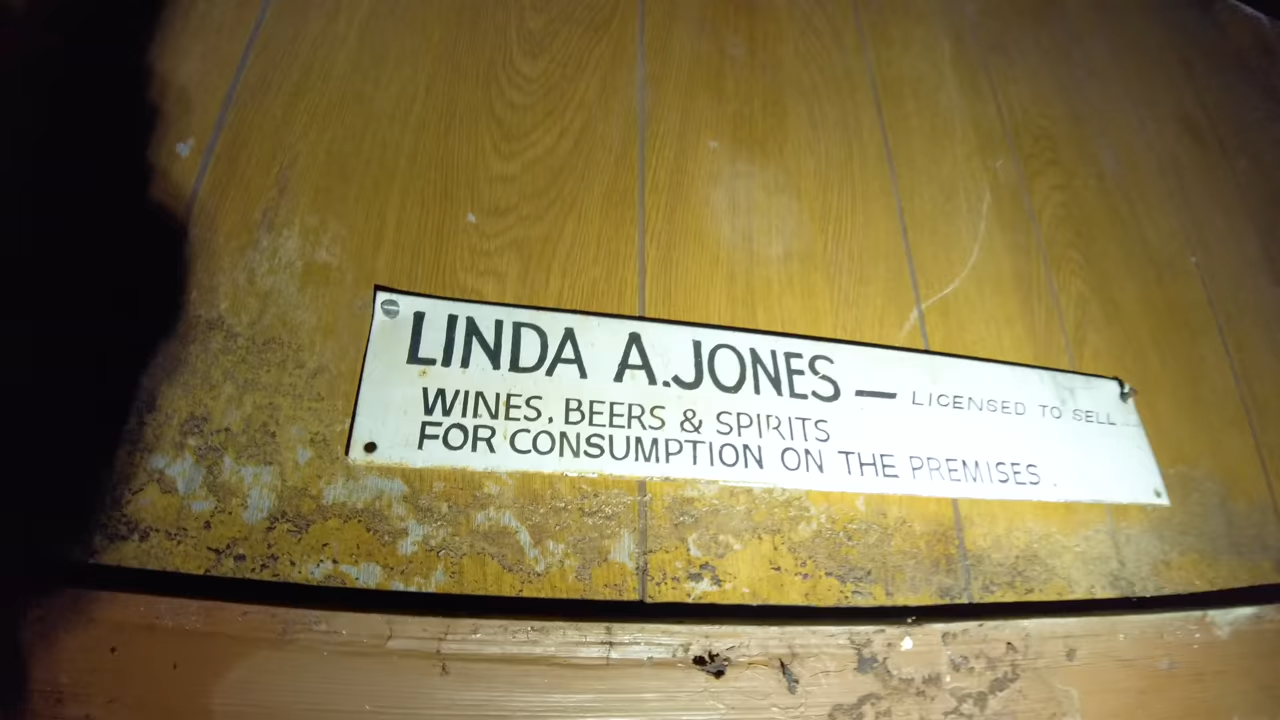 LINDA A. JONES — LICENSED TO SELL....
WINES, BEERS & SPIRITS
FOR CONSUMPTION ON THE PREMISES.